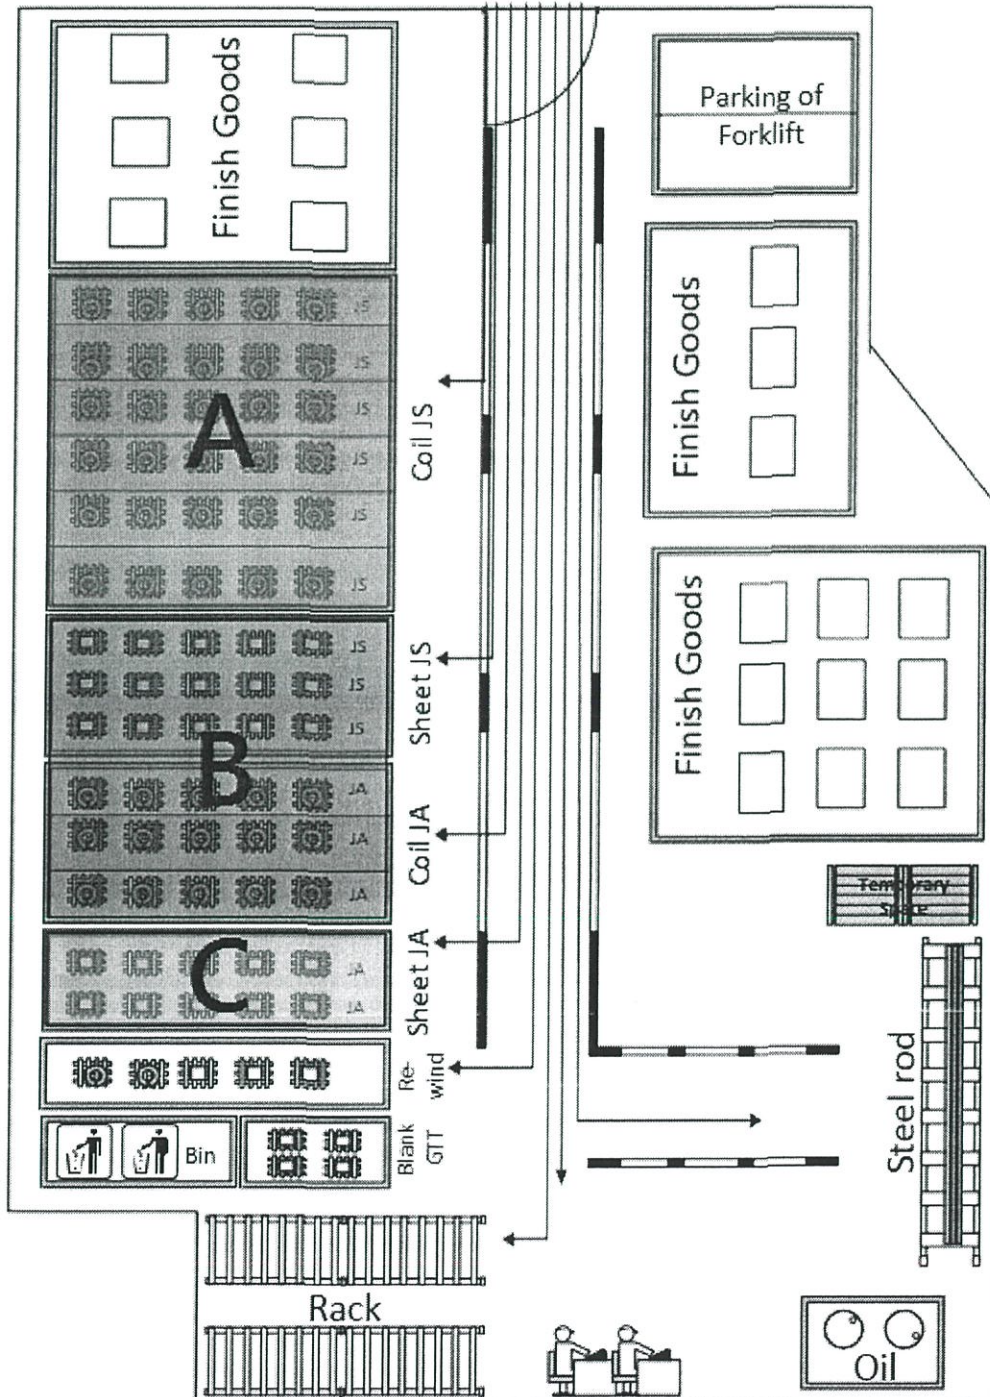 Finish Goods
Parking of
Forklift
Finish Goods
Finish Goods
JS
JS
JS
JS
JS
JS
A
Coil JS
JS
JS
JS
Sheet JS
B
JA
JA
JA
Coil JA
C
JA
JA
Sheet JA
Re-
wind
Bin
Blank
GTT
Temporary
Space
Steel rod
Rack
Oil